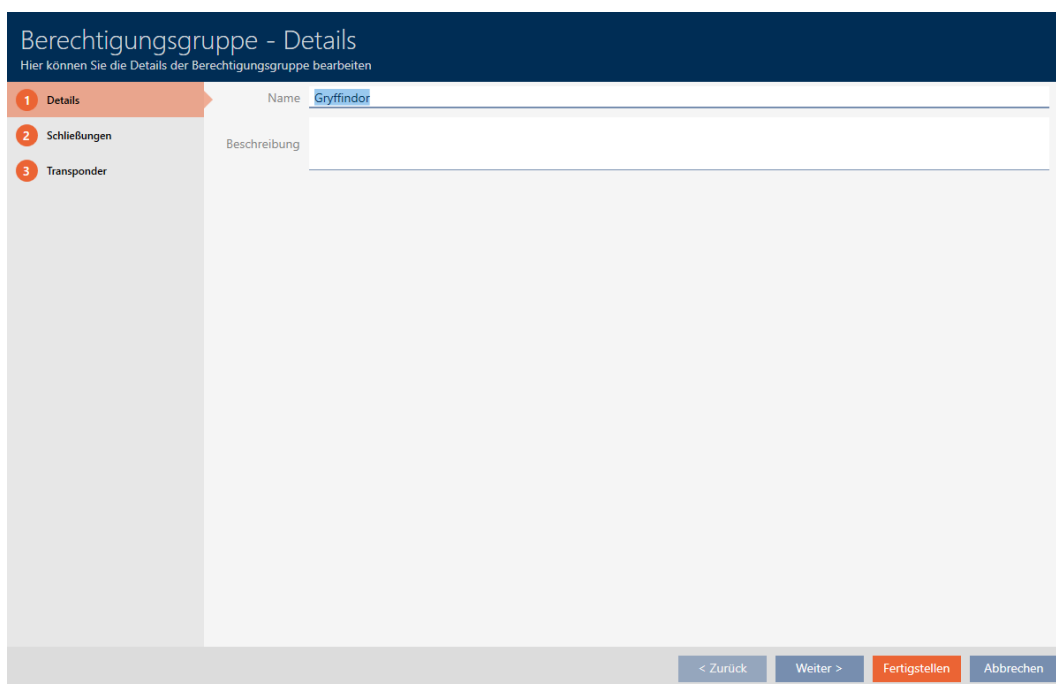 Berechtigungsgruppe - Details
Hier können Sie die Details der Berechtigungsgruppe bearbeiten
1 Details
2 Schließungen
3 Transponder
Name Gryffindor
Beschreibung
< Zurück Weiter > Fertigstellen Abbrechen